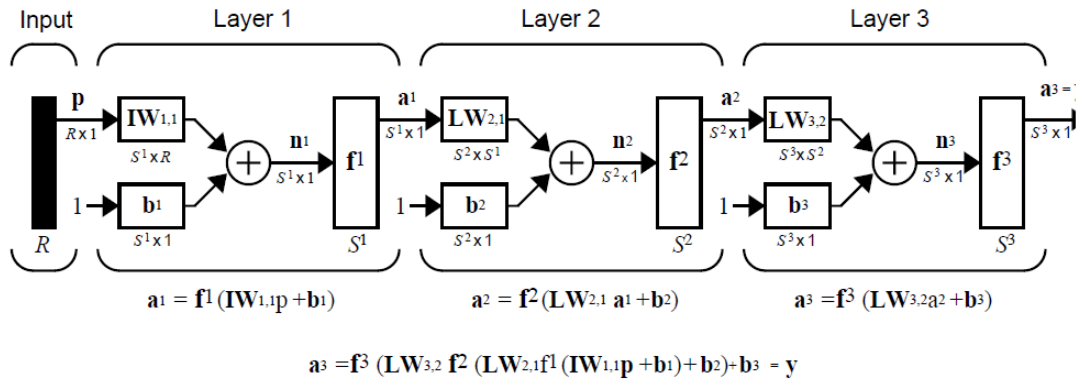 Input Layer 1 Layer 2 Layer 3
p a1 a2 a3 = y
IW1,1 LW2,1 LW3,2
R x 1 S1 x 1 S2 x 1 S3 x 1
S1 x R n1 S2 x S1 n2 S3 x S2 n3
f1 f2 f3
S1 x 1 S2 x 1 S3 x 1
1 b1 1 b2 1 b3
R S1 x 1 S1 S2 x 1 S2 S3 x 1 S3
a1 = f1 (IW1,1p +b1) a2 = f2 (LW2,1 a1 +b2) a3 =f3 (LW3,2a2 +b3)
a3 =f3 (LW3,2 f2 (LW2,1f1 (IW1,1p +b1)+b2)+b3 = y